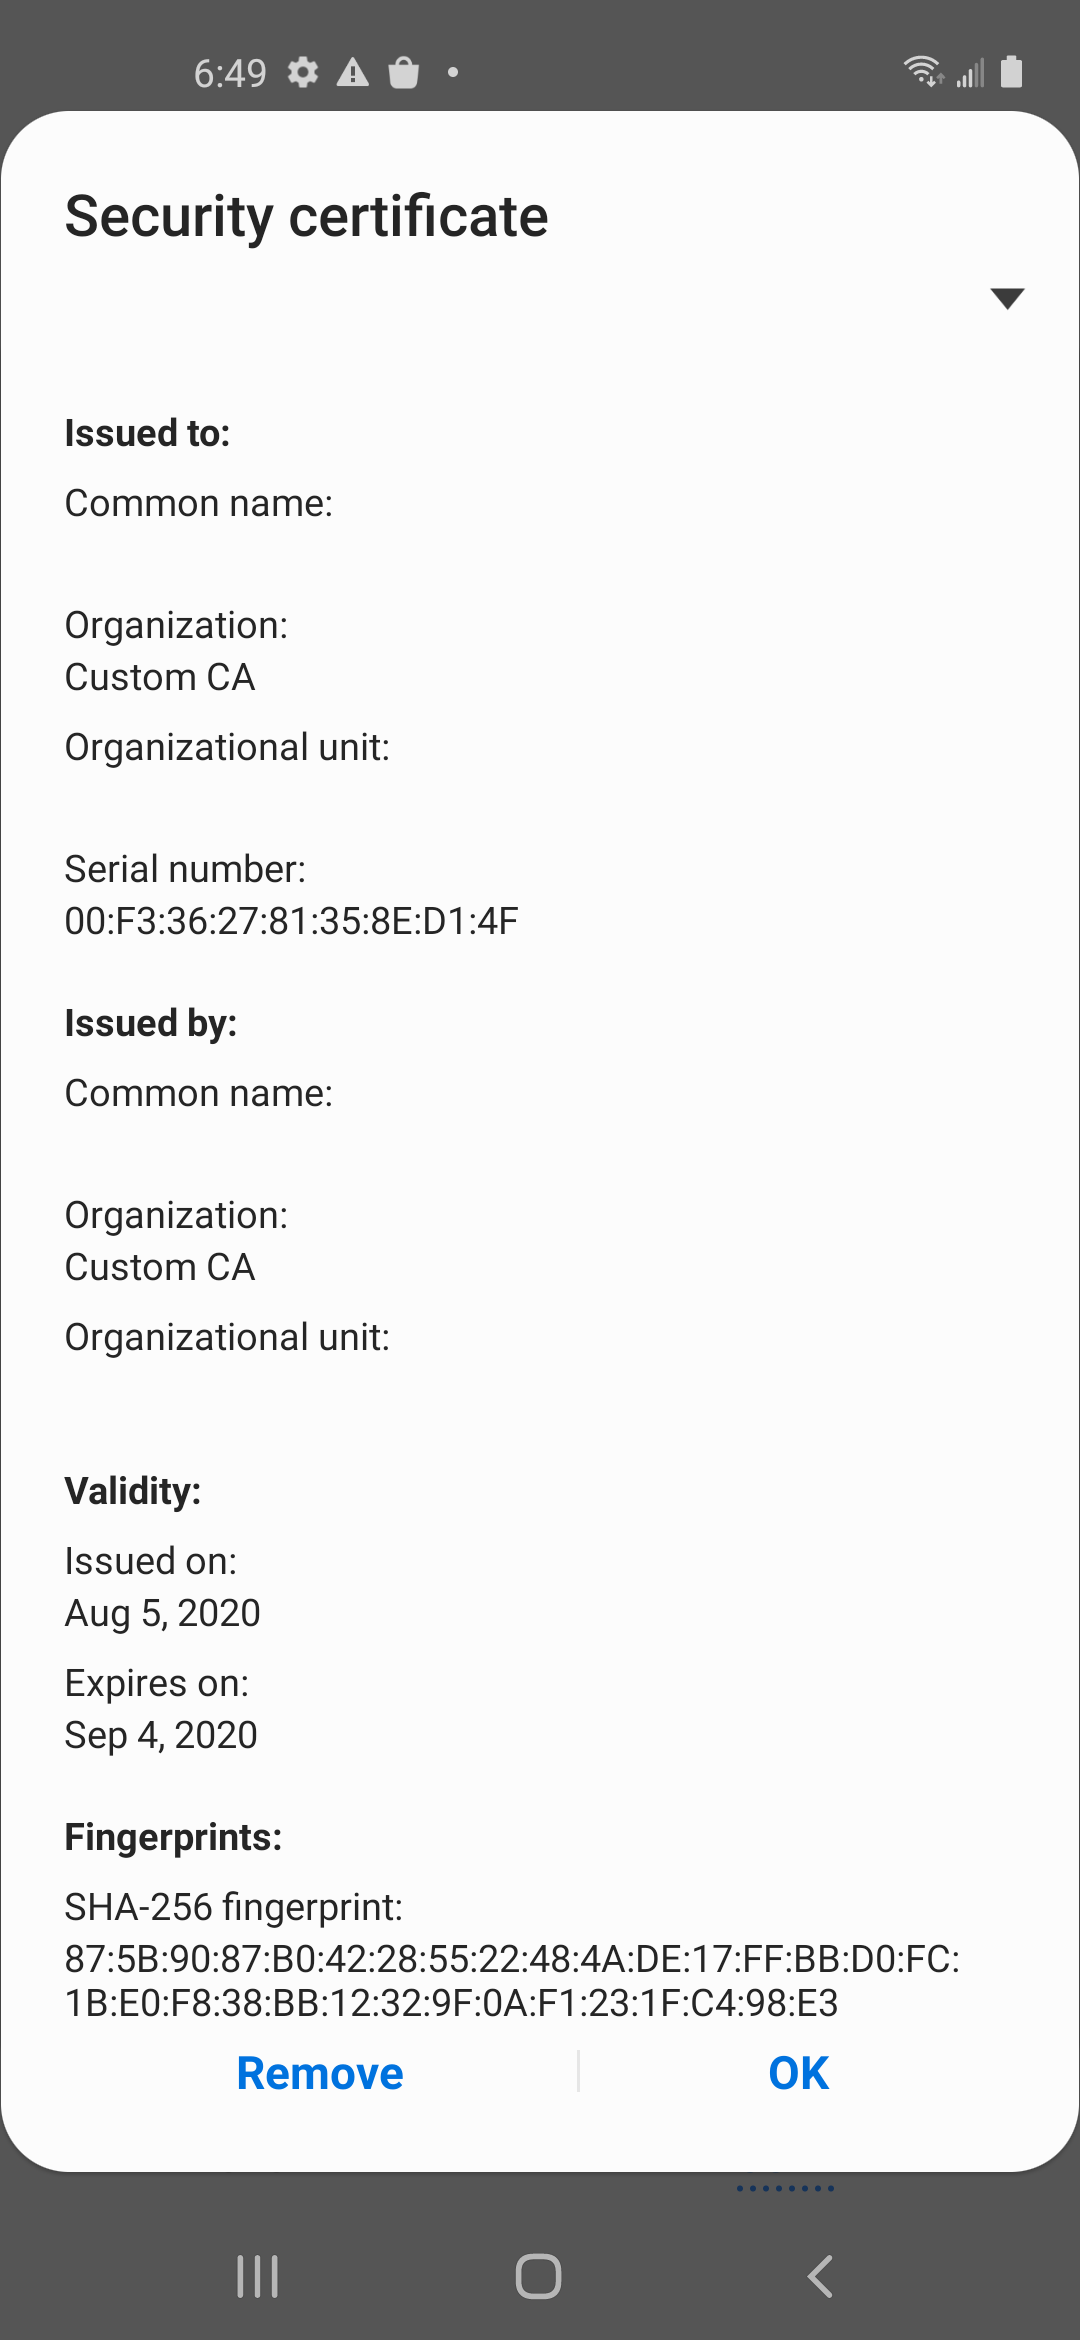 6:49
Security certificate
Issued to:
Common name:
Organization:
Custom CA
Organizational unit:
Serial number:
00:F3:36:27:81:35:8E:D1:4F
Issued by:
Common name:
Organization:
Custom CA
Organizational unit:
Validity:
Issued on:
Aug 5, 2020
Expires on:
Sep 4, 2020
Fingerprints:
SHA-256 fingerprint:
87:5B:90:87:B0:42:28:55:22:48:4A:DE:17:FF:BB:D0:FC:
1B:E0:F8:38:BB:12:32:9F:0A:F1:23:1F:C4:98:E3
Remove
OK